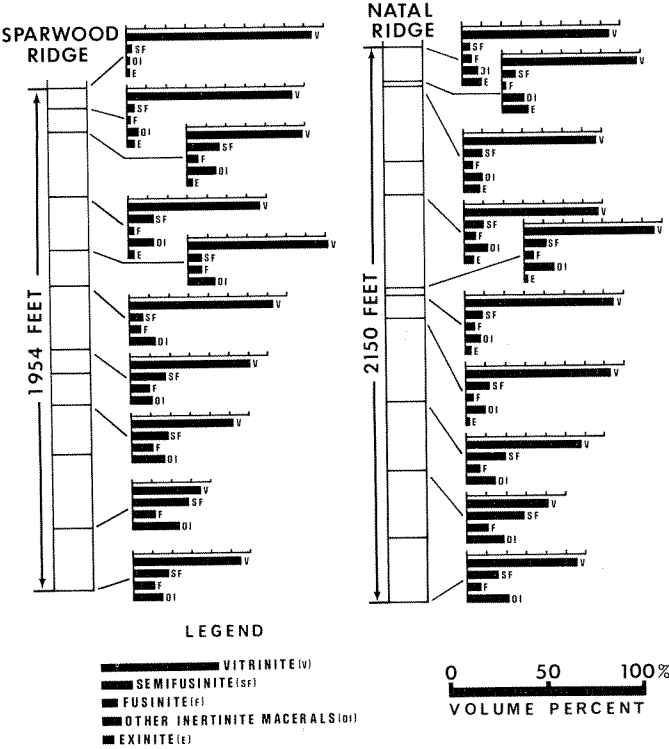 SPARWOOD
RIDGE
1954 FEET
V
SF
OI
E
V
SF
F
OI
E
V
SF
F
OI
E
V
SF
F
OI
E
V
SF
F
OI
V
SF
F
OI
V
SF
F
OI
V
SF
F
OI
V
SF
F
OI
V
SF
F
OI
NATAL
RIDGE
2150 FEET
V
SF
F
OI
E
V
SF
F
OI
E
V
SF
F
OI
E
V
SF
F
OI
E
V
SF
F
OI
E
V
SF
F
OI
E
V
SF
F
OI
E
V
SF
F
OI
V
SF
F
OI
V
SF
F
OI
LEGEND
VITRINITE(V)
SEMIFUSINITE(SF)
FUSINITE(F)
OTHER INERTINITE MACERALS(OI)
EXINITE(E)
0 50 100%
VOLUME PERCENT